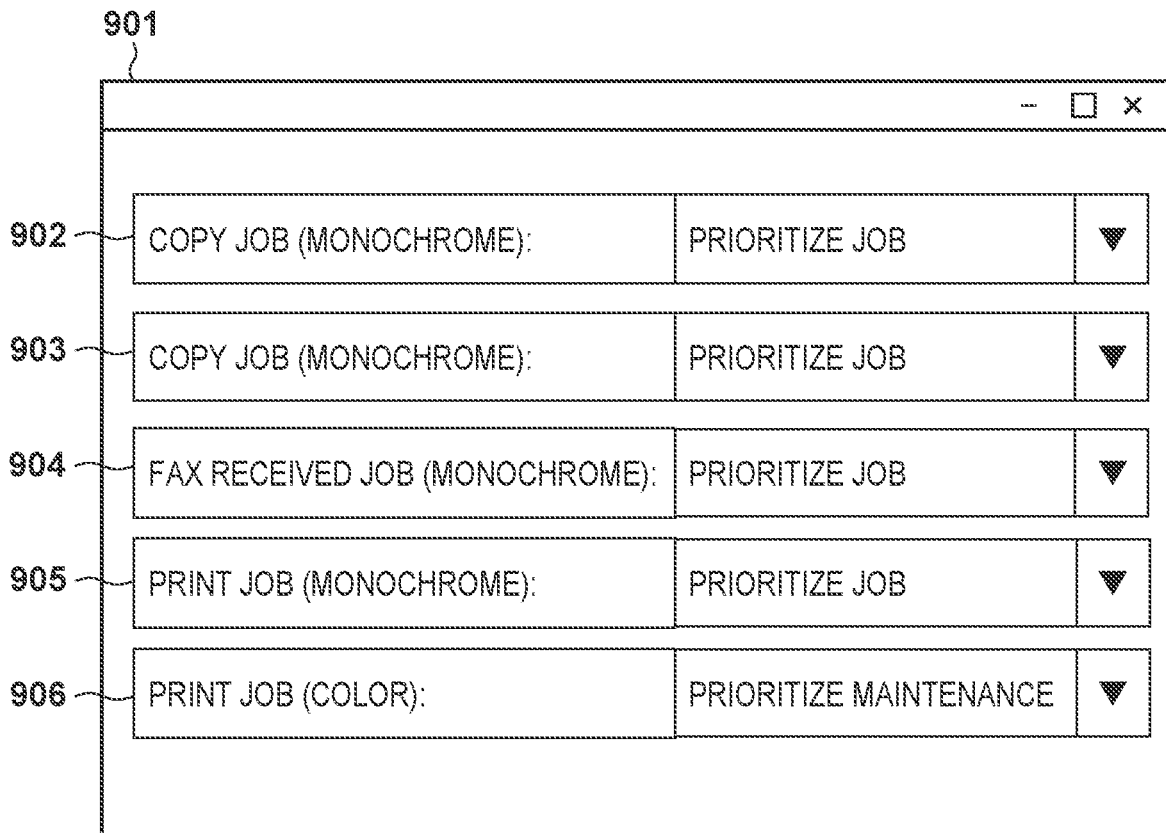 901
902 COPY JOB (MONOCHROME): PRIORITIZE JOB ▼
903 COPY JOB (MONOCHROME): PRIORITIZE JOB ▼
904 FAX RECEIVED JOB (MONOCHROME): PRIORITIZE JOB ▼
905 PRINT JOB (MONOCHROME): PRIORITIZE JOB ▼
906 PRINT JOB (COLOR): PRIORITIZE MAINTENANCE ▼